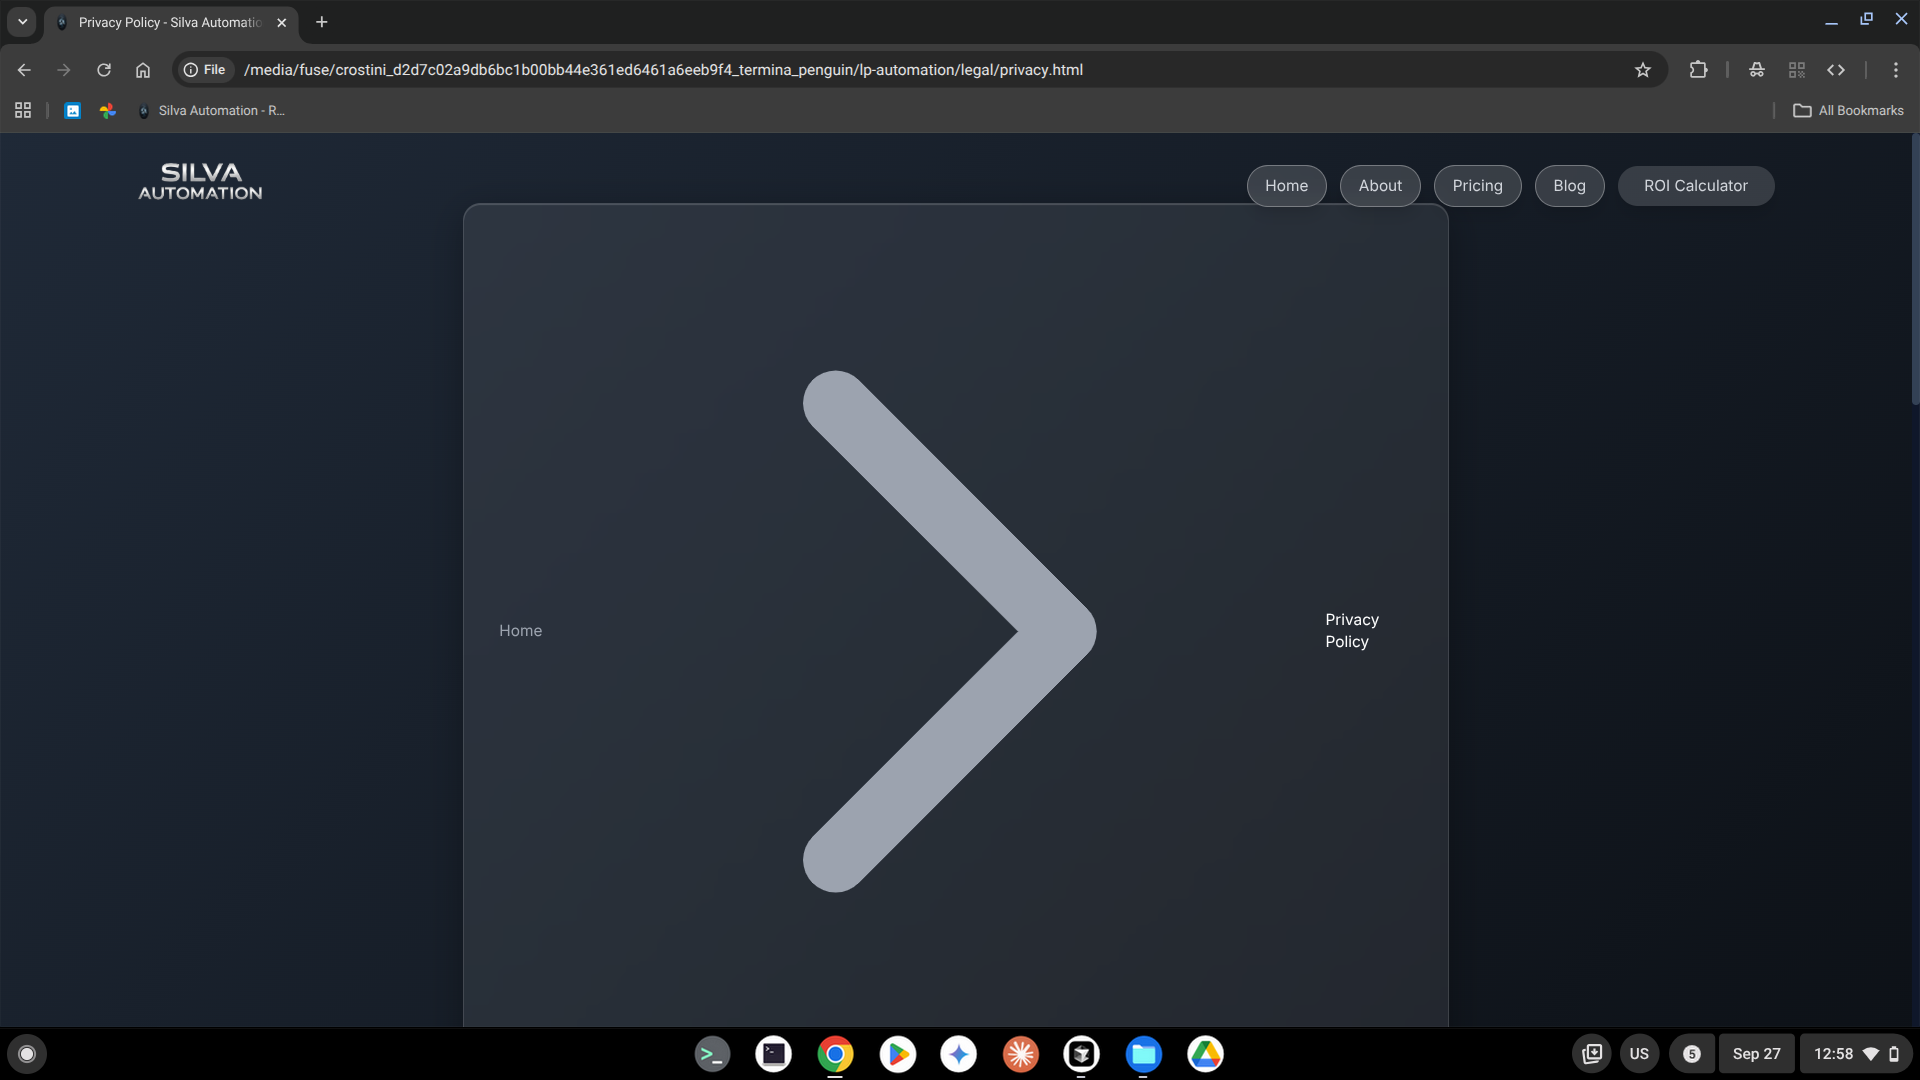 Privacy Policy - Silva Automatio
File /media/fuse/crostini_d2d7c02a9db6bc1b00bb44e361ed6461a6eeb9f4_termina_penguin/lp-automation/legal/privacy.html
Silva Automation - R... All Bookmarks
SILVA
AUTOMATION
Home About Pricing Blog ROI Calculator
Home
Privacy
Policy
US 5 Sep 27 12:58